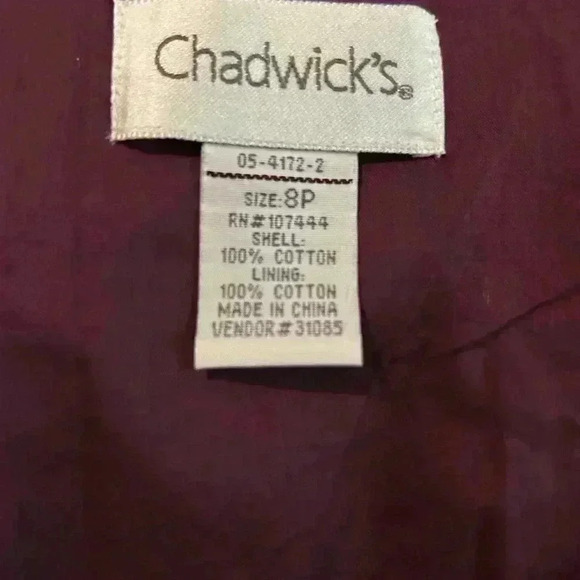 Chadwick's®
05-4172-2
SIZE:8P
RN#107444
SHELL:
100% COTTON
LINING:
100% COTTON
MADE IN CHINA
VENDOR#31085